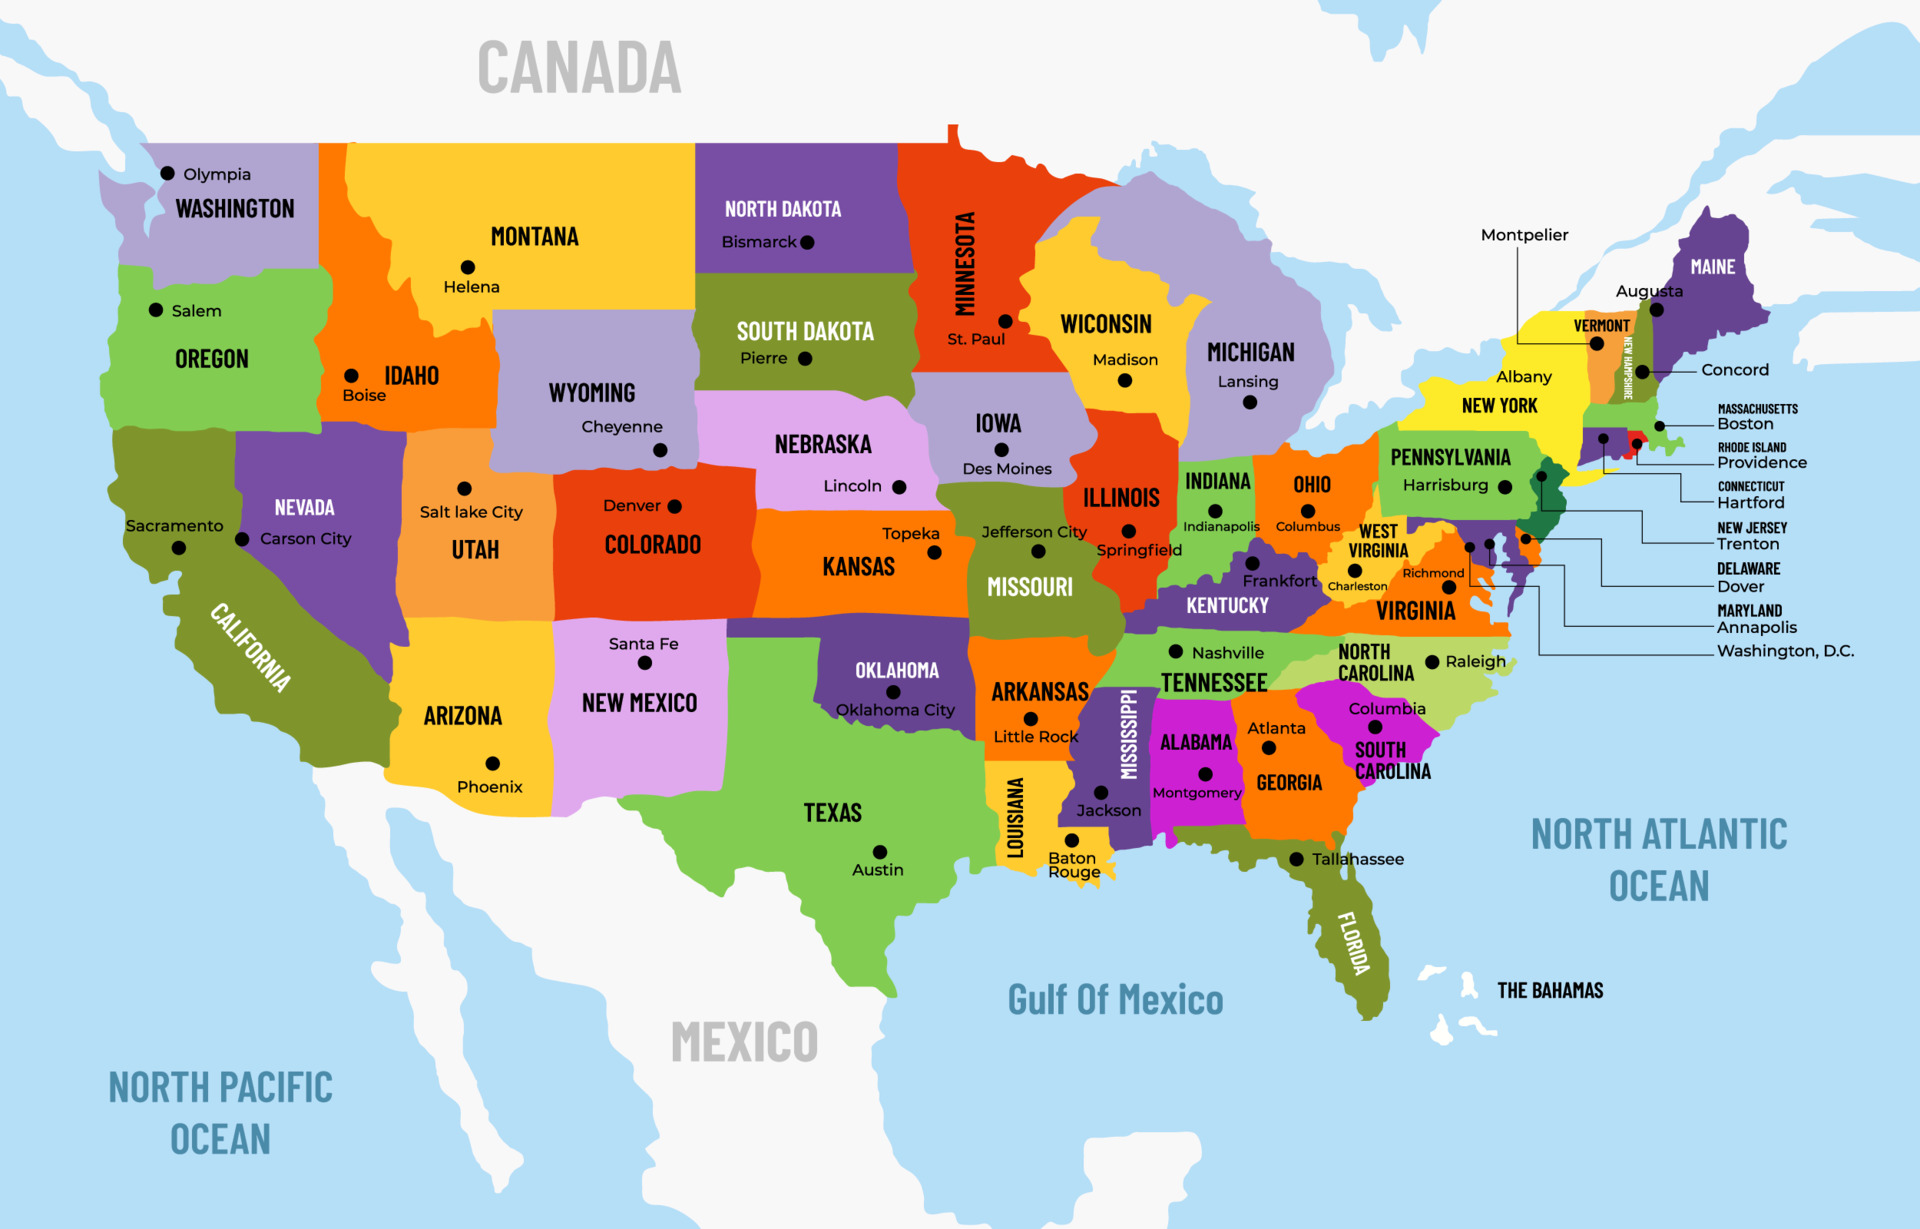 CANADA
Olympia
WASHINGTON
MONTANA
Helena
NORTH DAKOTA
Bismarck
MINNESOTA
St. Paul
Salem
OREGON
IDAHO
Boise
WYOMING
Cheyenne
SOUTH DAKOTA
Pierre
WICONSIN
Madison
MICHIGAN
Lansing
Montpelier
MAINE
Augusta
VERMONT
NEW HAMPSHIRE
Concord
Albany
NEW YORK
MASSACHUSETTS
Boston
RHODE ISLAND
Providence
CONNECTICUT
Hartford
NEW JERSEY
Trenton
DELAWARE
Dover
MARYLAND
Annapolis
Washington, D.C.
NEBRASKA
Lincoln
IOWA
Des Moines
ILLINOIS
Springfield
INDIANA
Indianapolis
OHIO
Columbus
PENNSYLVANIA
Harrisburg
WEST
VIRGINIA
Charleston
Richmond
VIRGINIA
Sacramento
CALIFORNIA
NEVADA
Carson City
Salt lake City
UTAH
Denver
COLORADO
Topeka
KANSAS
Jefferson City
MISSOURI
Frankfort
KENTUCKY
Nashville
TENNESSEE
NORTH
CAROLINA
Raleigh
ARIZONA
Phoenix
Santa Fe
NEW MEXICO
OKLAHOMA
Oklahoma City
ARKANSAS
Little Rock
MISSISSIPPI
Jackson
ALABAMA
Montgomery
Atlanta
GEORGIA
Columbia
SOUTH
CAROLINA
TEXAS
Austin
LOUISIANA
Baton
Rouge
Tallahassee
FLORIDA
NORTH ATLANTIC
OCEAN
THE BAHAMAS
Gulf Of Mexico
MEXICO
NORTH PACIFIC
OCEAN